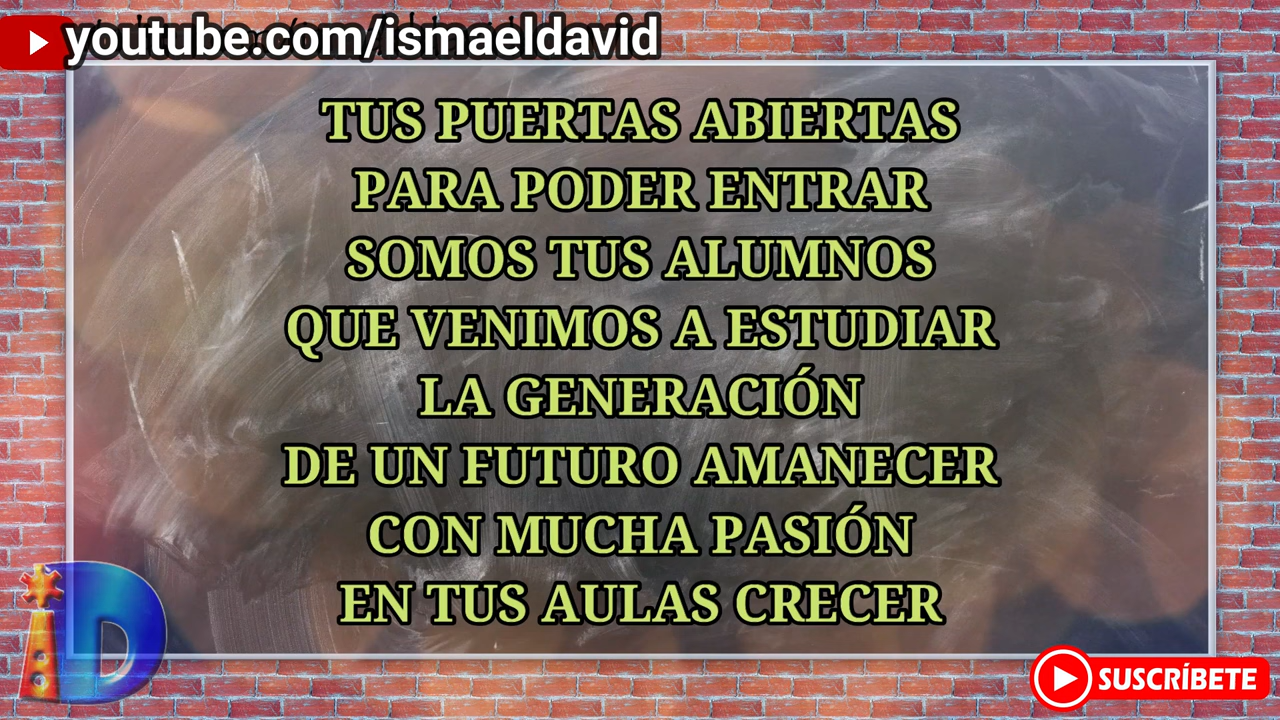 youtube.com/ismaeldavid
TUS PUERTAS ABIERTAS
PARA PODER ENTRAR
SOMOS TUS ALUMNOS
QUE VENIMOS A ESTUDIAR
LA GENERACIÓN
DE UN FUTURO AMANECER
CON MUCHA PASIÓN
EN TUS AULAS CRECER
iD
SUSCRÍBETE